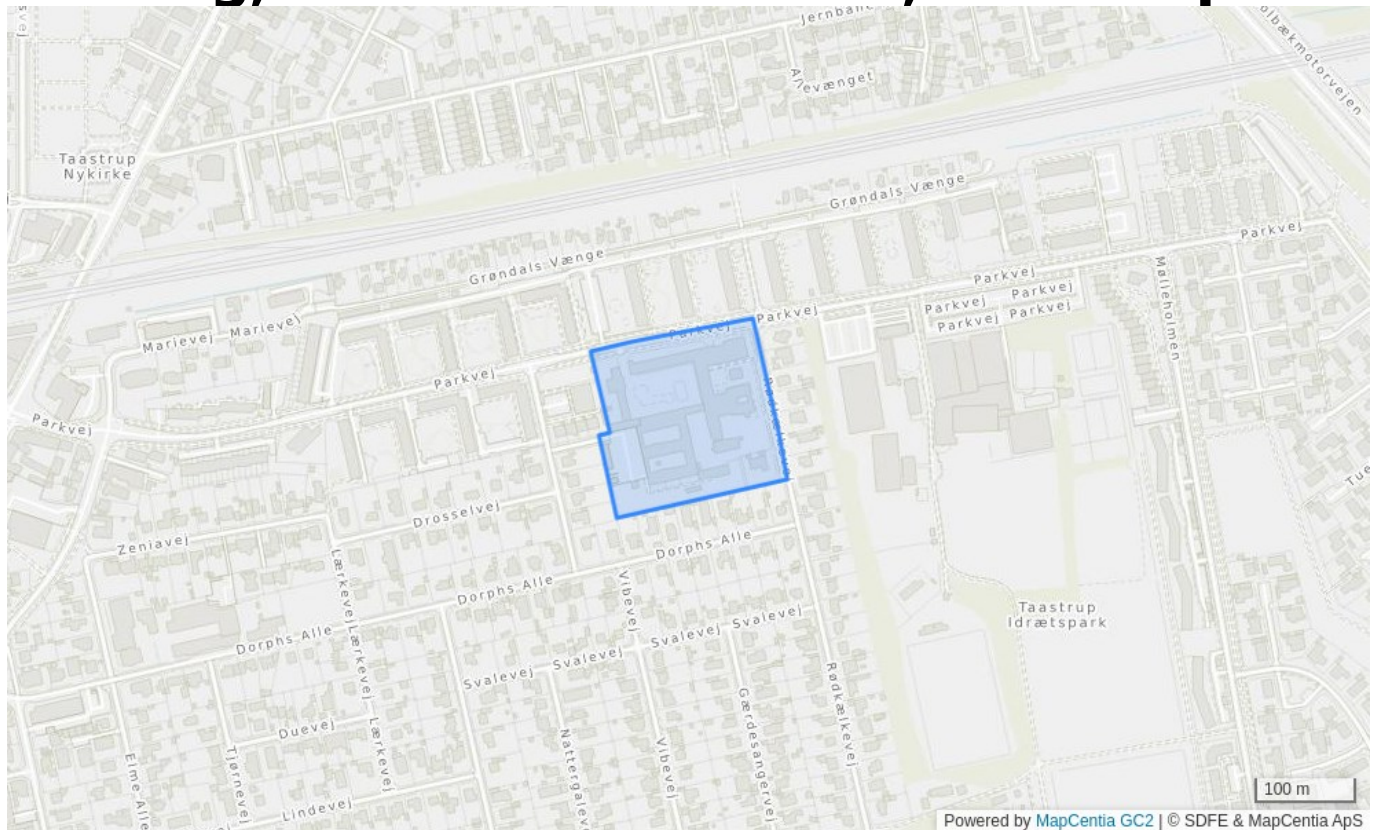 Jernbane
Holbækmotorvejen
Alevænget
Taastrup
Nykirke
Grøndals Vænge
Parkvej
Parkvej
Grøndals Vænge
Mølleholmen
Parkvej
Parkvej
Parkvej
Parkvej
Parkvej Parkvej
Marievej Marievej
Parkvej
Rødkælkevej
Parkvej
Drosselvej
Zeniavej
Dorphs Alle
Dorphs Alle
Lærkevej
Lærkevej
Lærkevej
Vibevej
Taastrup
Idrætspark
Svalevej Svalevej
Dorphs Alle
Svalevej Svalevej
Rødkælkevej
Gærdesangervej
Duevej
Tjørnevej
Elme Alle
Vibevej
Lindevej
100 m
Powered by MapCentia GC2 | © SDFE & MapCentia ApS